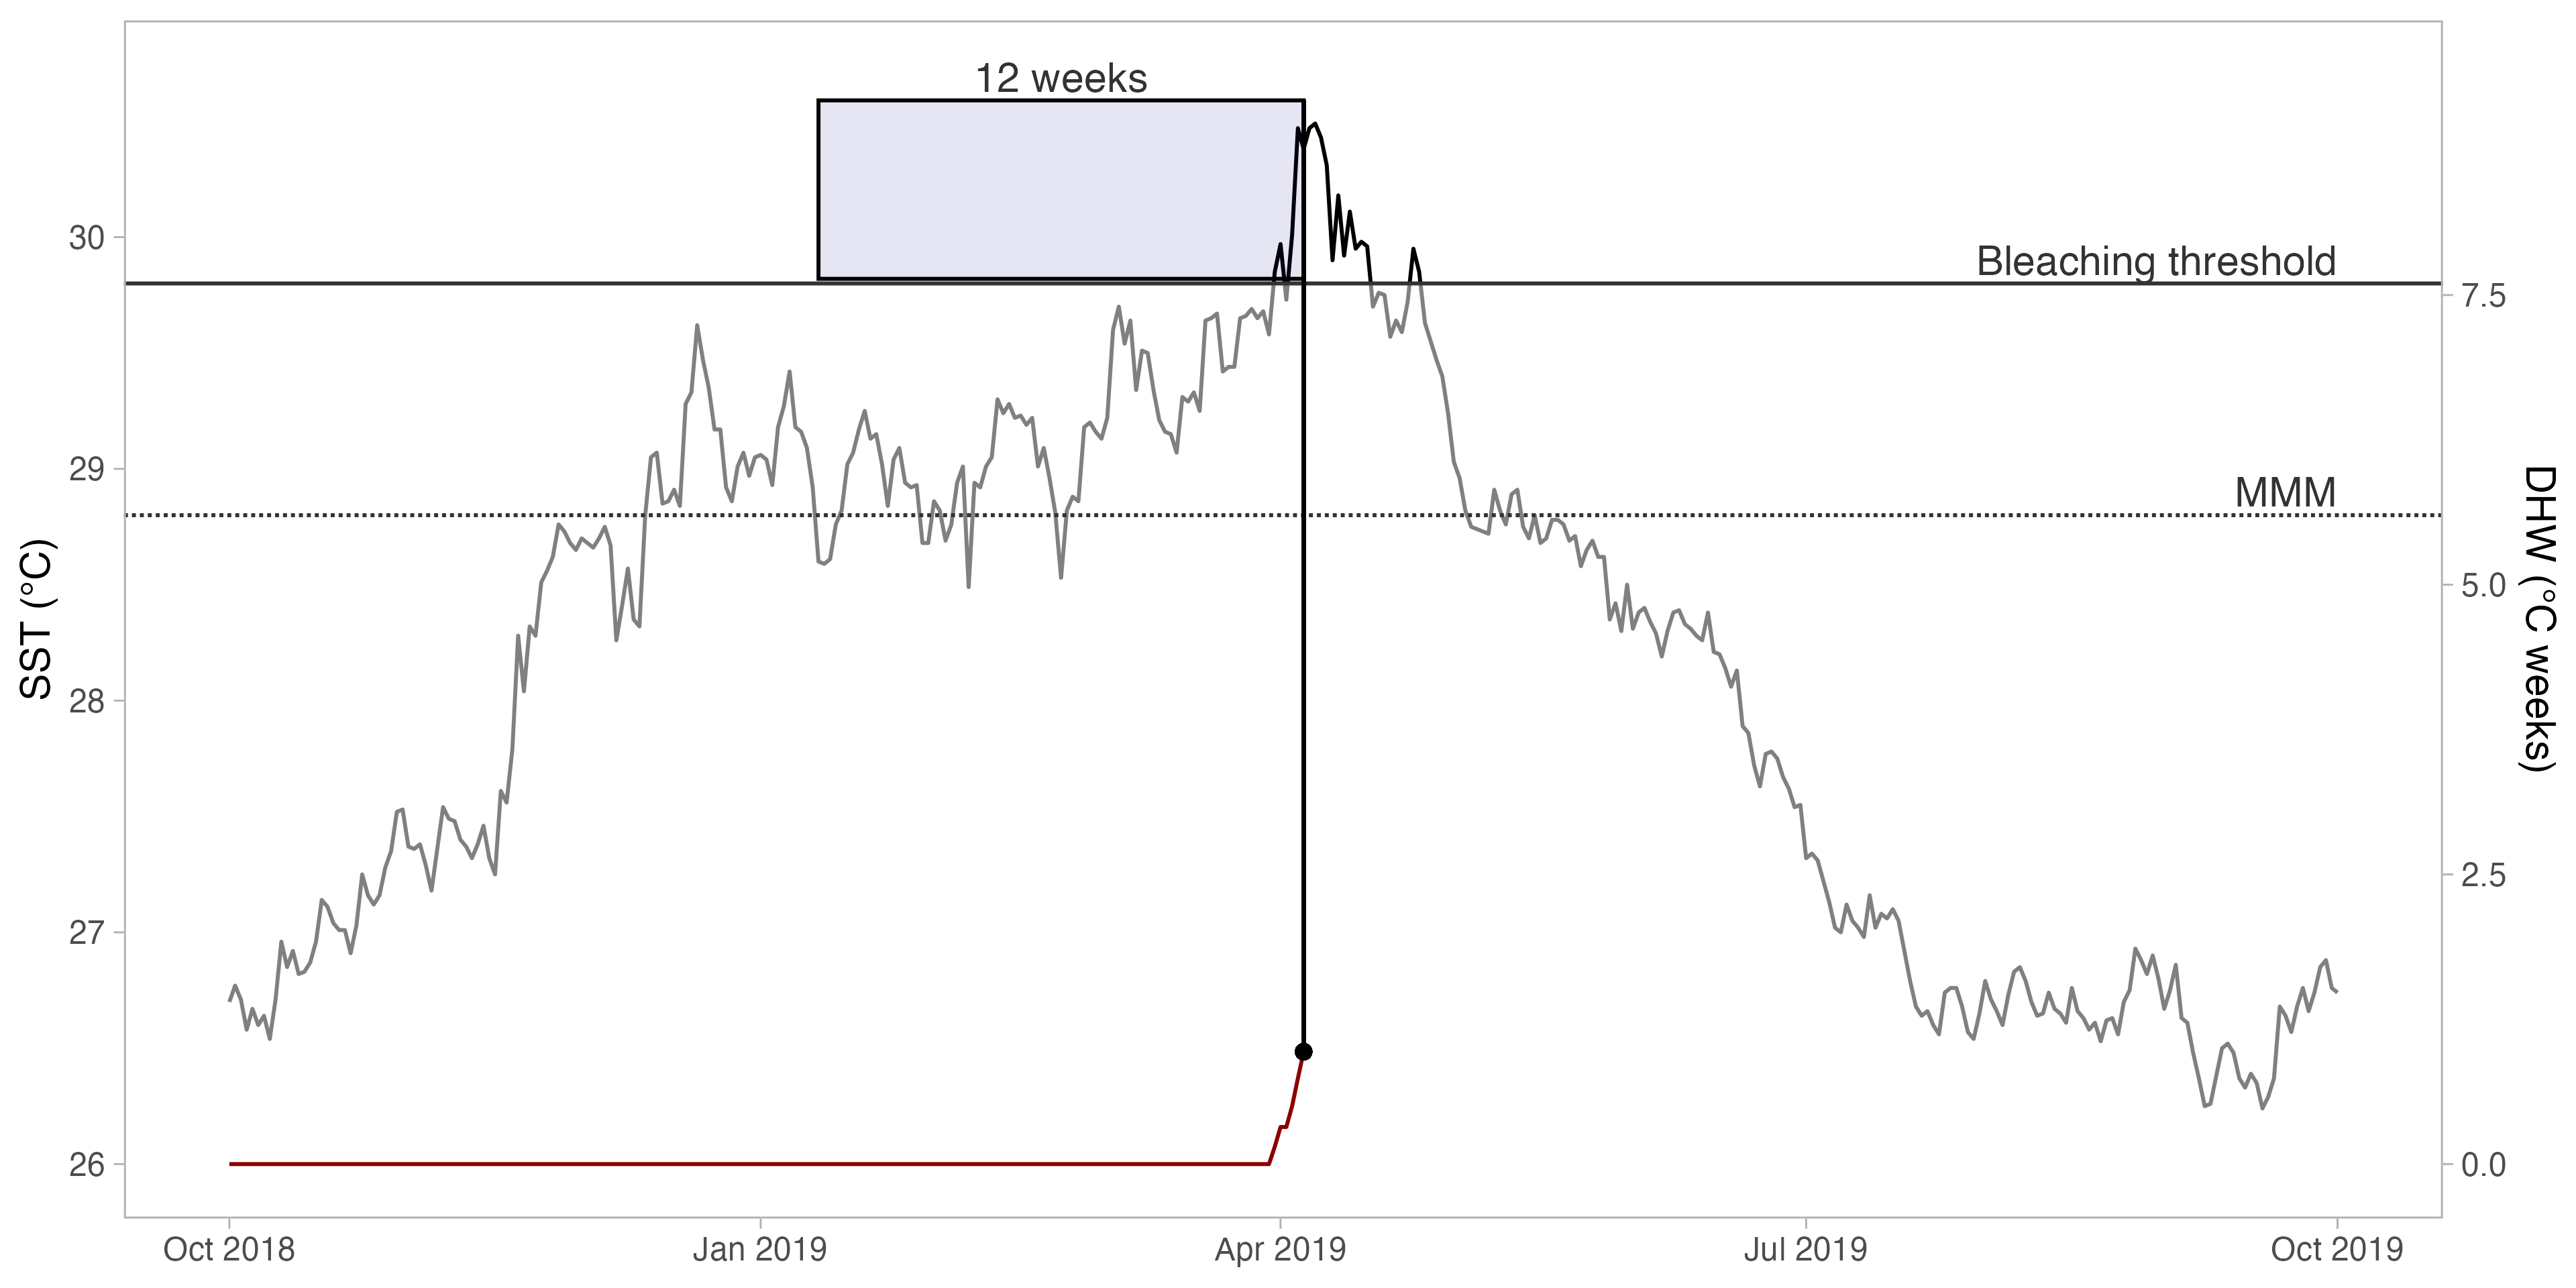 12 weeks
Bleaching threshold
MMM
SST (°C)
30
29
28
27
26
DHW (°C weeks)
7.5
5.0
2.5
0.0
Oct 2018
Jan 2019
Apr 2019
Jul 2019
Oct 2019